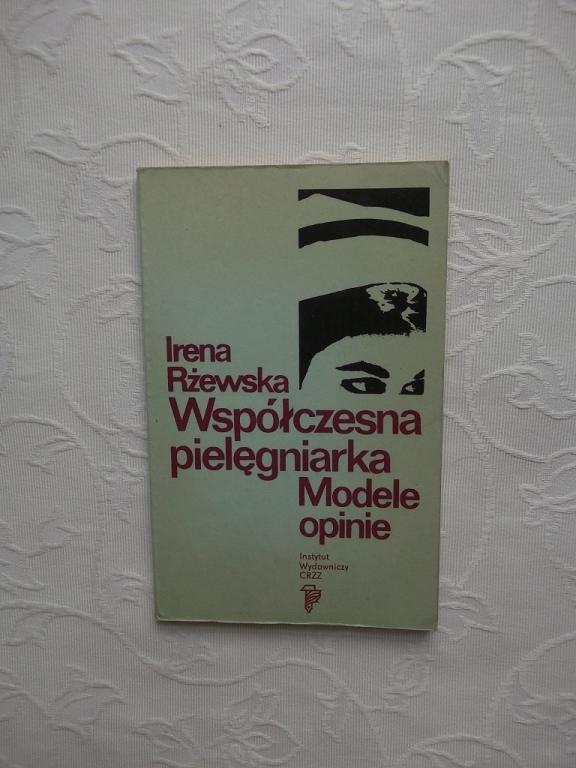 Irena
Rżewska
Współczesna
pielęgniarka
Modele
opinie
Instytut
Wydawniczy
CRZZ